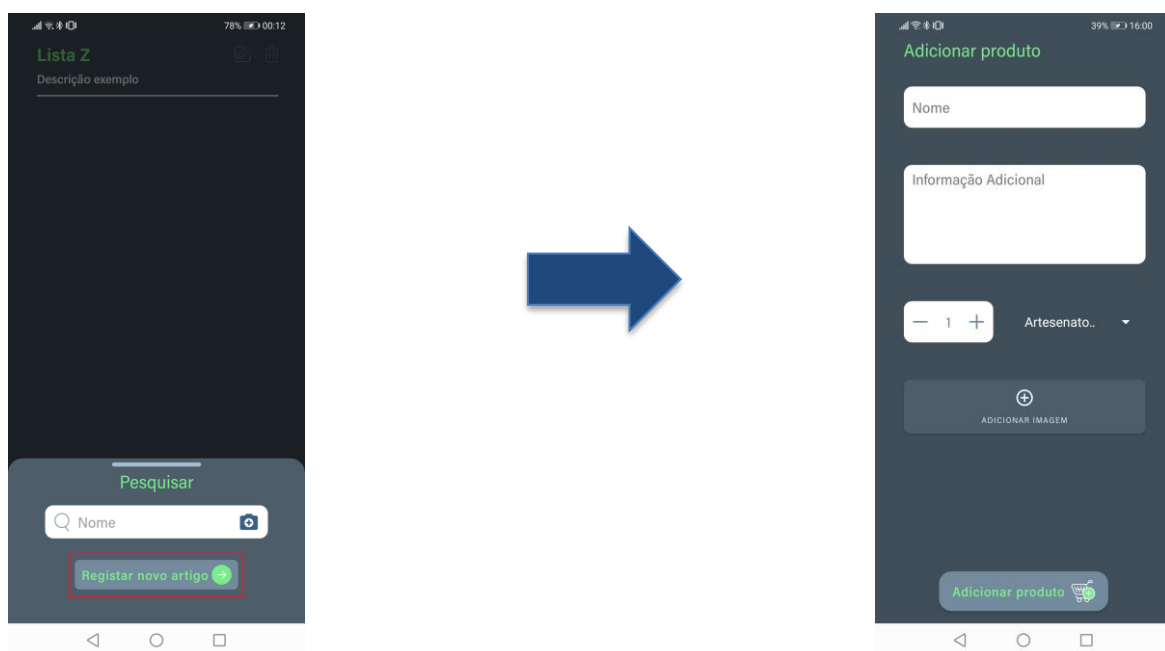 78% 00:12
Lista Z
Descrição exemplo
Pesquisar
Nome
Registar novo artigo
39% 16:00
Adicionar produto
Nome
Informação Adicional
1
Artesenato..
ADICIONAR IMAGEM
Adicionar produto